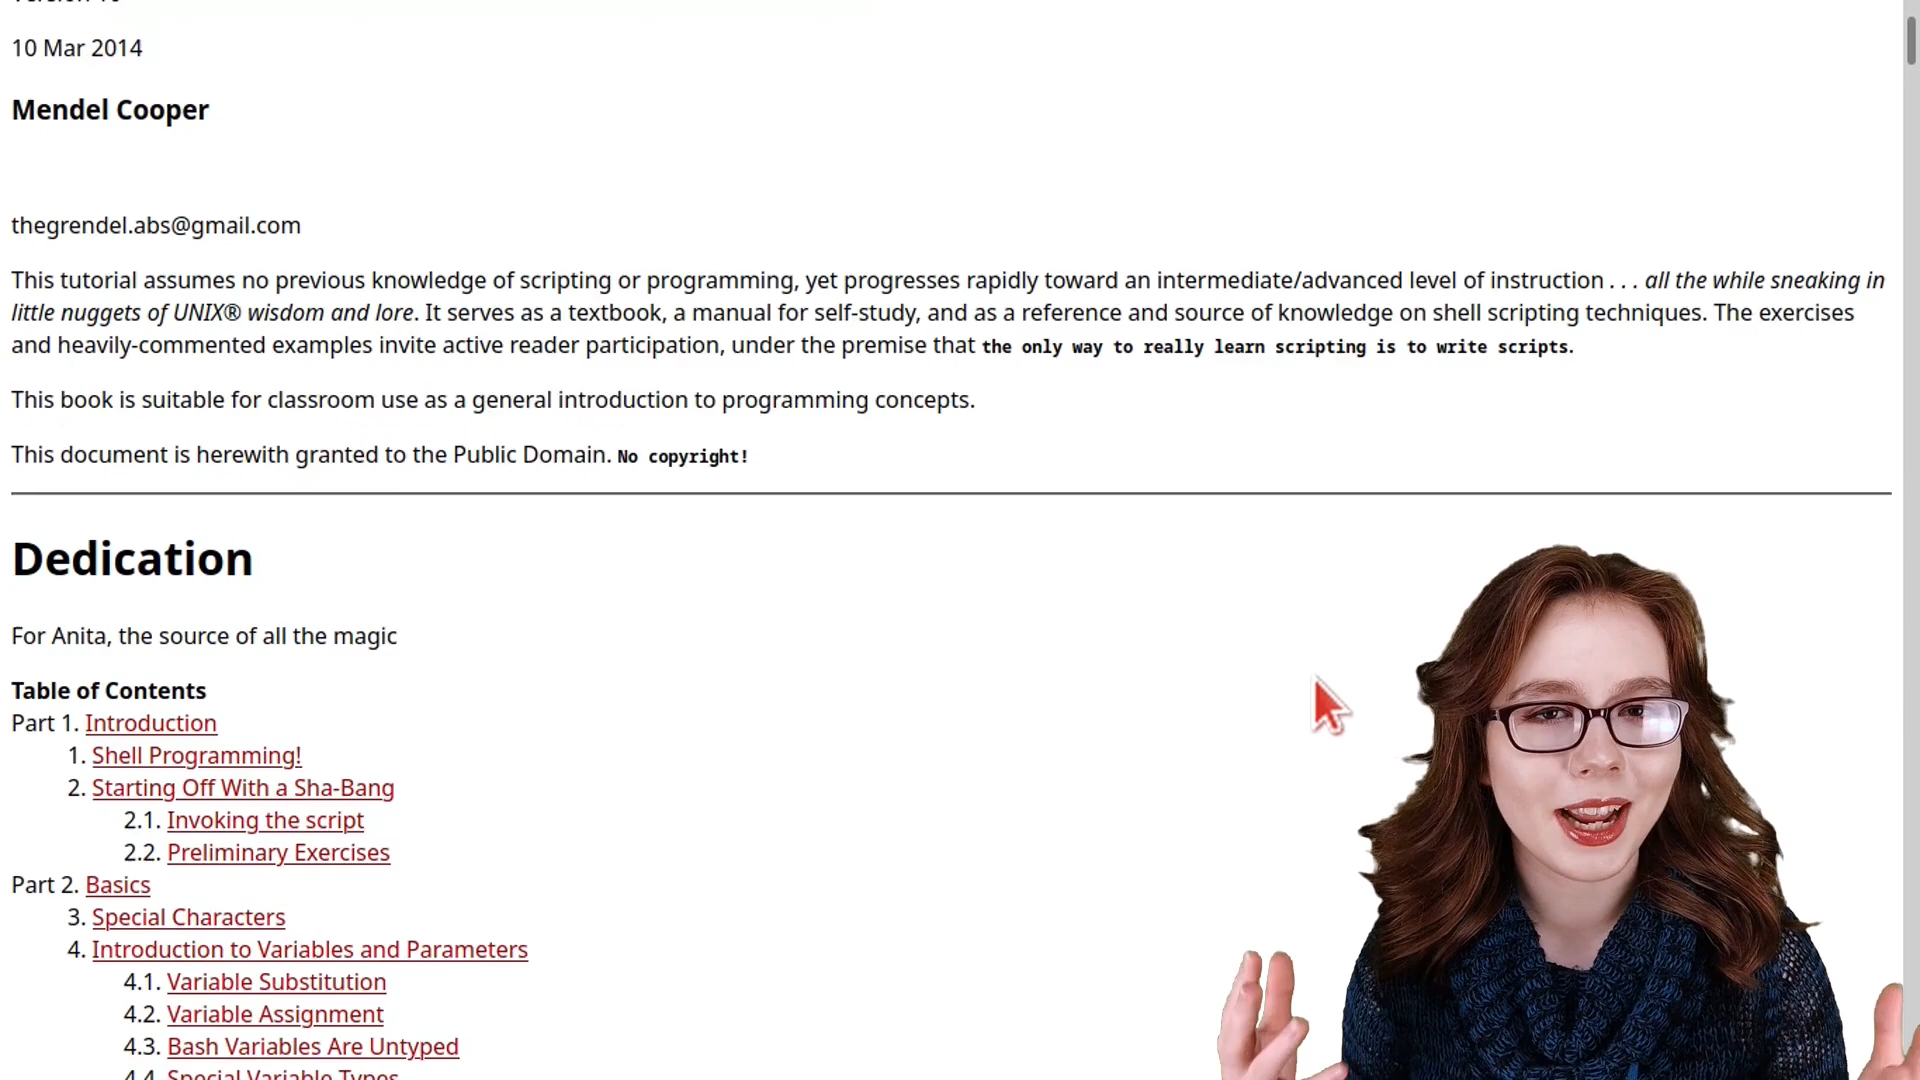 10 Mar 2014
Mendel Cooper
thegrendel.abs@gmail.com
This tutorial assumes no previous knowledge of scripting or programming, yet progresses rapidly toward an intermediate/advanced level of instruction . . . all the while sneaking in
little nuggets of UNIX® wisdom and lore. It serves as a textbook, a manual for self-study, and as a reference and source of knowledge on shell scripting techniques. The exercises
and heavily-commented examples invite active reader participation, under the premise that the only way to really learn scripting is to write scripts.
This book is suitable for classroom use as a general introduction to programming concepts.
This document is herewith granted to the Public Domain. No copyright!
Dedication
For Anita, the source of all the magic
Table of Contents
Part 1. Introduction
1. Shell Programming!
2. Starting Off With a Sha-Bang
2.1. Invoking the script
2.2. Preliminary Exercises
Part 2. Basics
3. Special Characters
4. Introduction to Variables and Parameters
4.1. Variable Substitution
4.2. Variable Assignment
4.3. Bash Variables Are Untyped
4.4. Special Variable Types